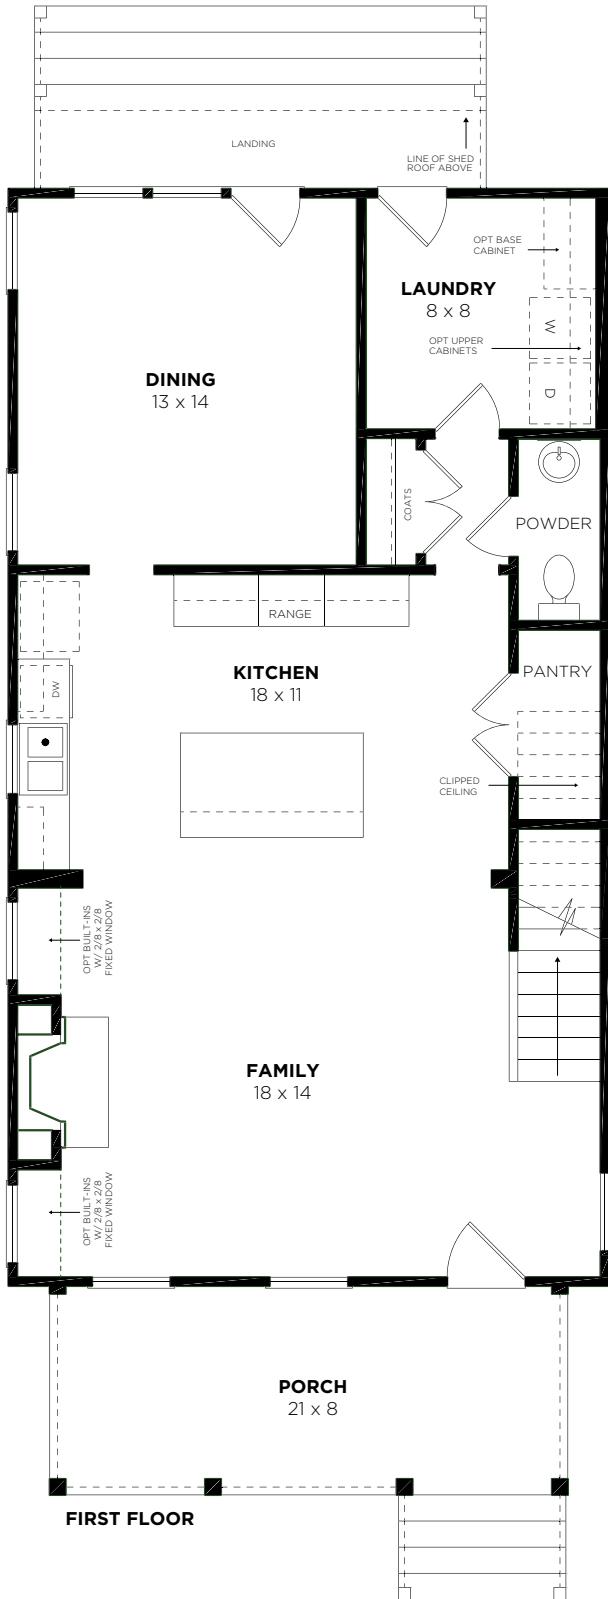 LANDING
LINE OF SHED
ROOF ABOVE
OPT BASE
CABINET
LAUNDRY
8 x 8
W
OPT UPPER
CABINETS
D
DINING
13 x 14
COATS
POWDER
RANGE
KITCHEN
18 x 11
DW
PANTRY
CLIPPED
CEILING
OPT BUILT-INS
W/ 2/8 x 2/8
FIXED WINDOW
FAMILY
18 x 14
OPT BUILT-INS
W/ 2/8 x 2/8
FIXED WINDOW
PORCH
21 x 8
FIRST FLOOR